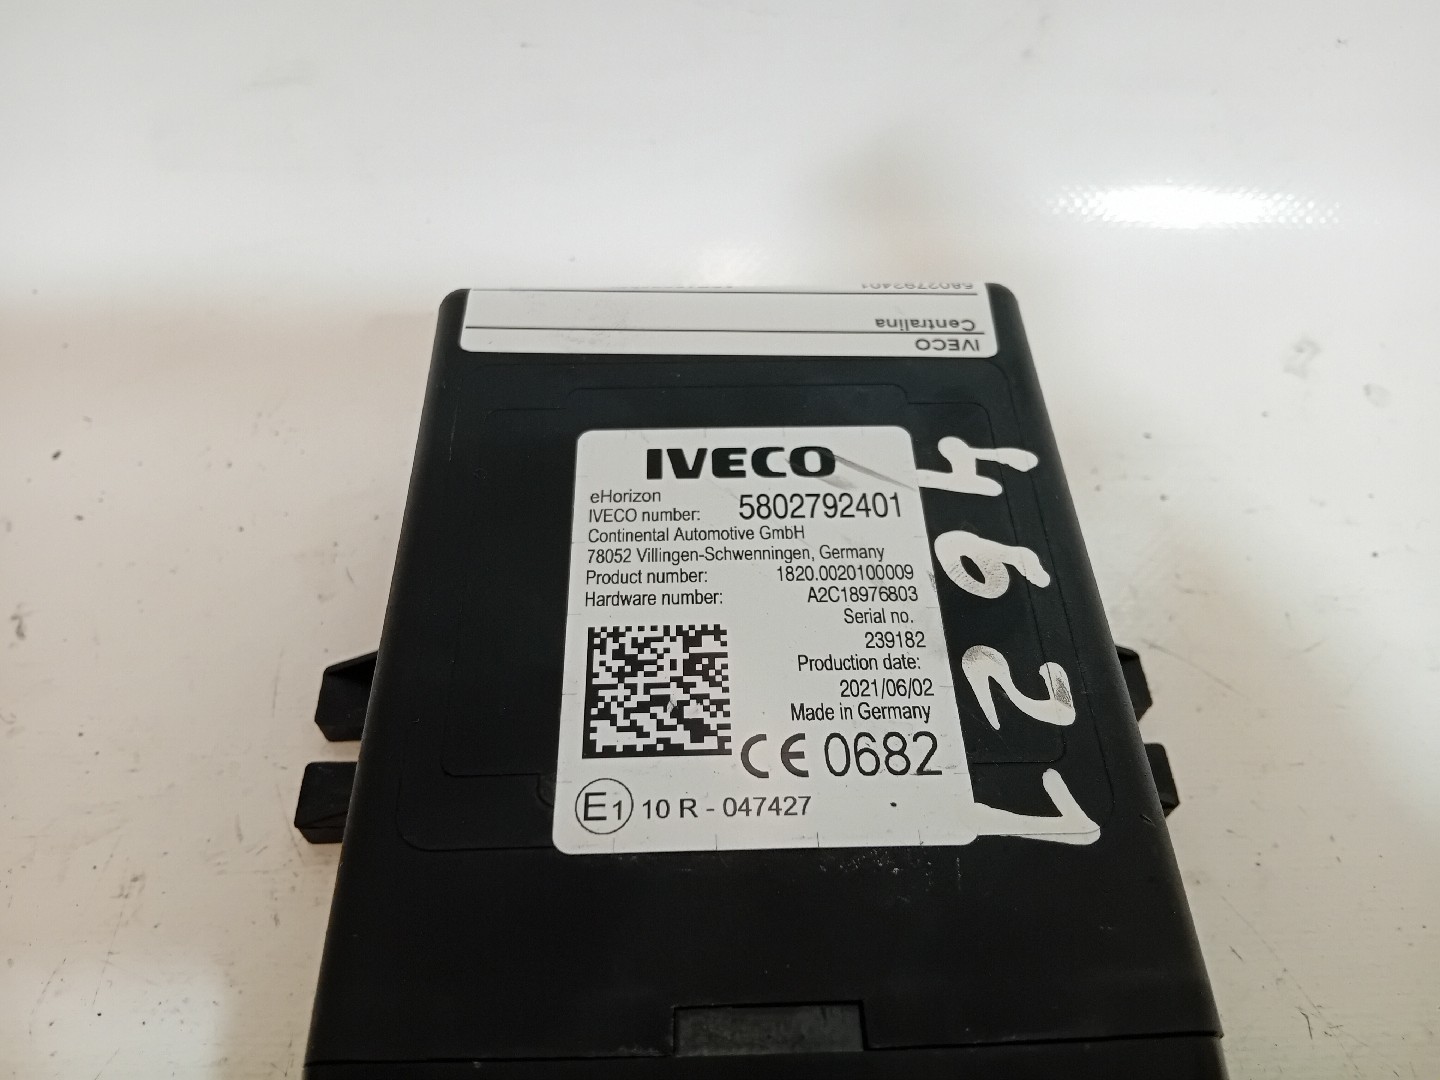 5802792401
Centralina
IVECO
IVECO
eHorizon
IVECO number: 5802792401
Continental Automotive GmbH
78052 Villingen-Schwenningen, Germany
Product number: 1820.0020100009
Hardware number: A2C18976803
Serial no.
239182
Production date:
2021/06/02
Made in Germany
CE 0682
E1 10 R - 047427
4621